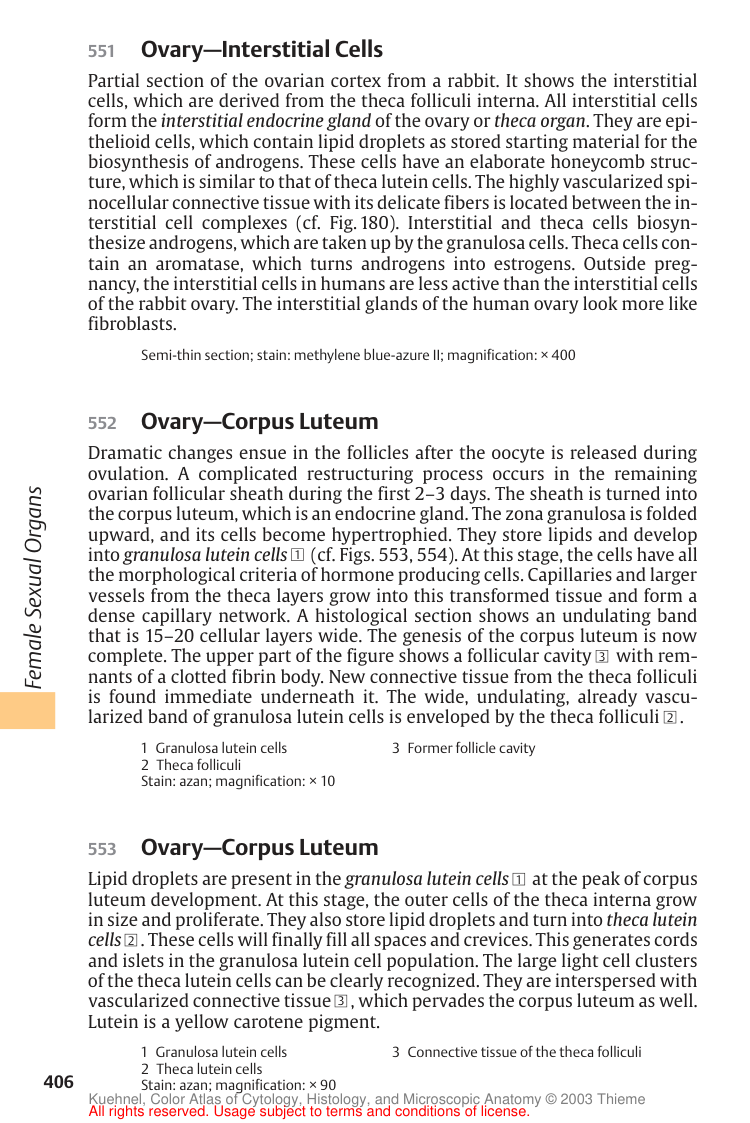 551 Ovary—Interstitial Cells
Partial section of the ovarian cortex from a rabbit. It shows the interstitial
cells, which are derived from the theca folliculi interna. All interstitial cells
form the interstitial endocrine gland of the ovary or theca organ. They are epi-
thelioid cells, which contain lipid droplets as stored starting material for the
biosynthesis of androgens. These cells have an elaborate honeycomb struc-
ture, which is similar to that of theca lutein cells. The highly vascularized spi-
nocellular connective tissue with its delicate fibers is located between the in-
terstitial cell complexes (cf. Fig. 180). Interstitial and theca cells biosyn-
thesize androgens, which are taken up by the granulosa cells. Theca cells con-
tain an aromatase, which turns androgens into estrogens. Outside preg-
nancy, the interstitial cells in humans are less active than the interstitial cells
of the rabbit ovary. The interstitial glands of the human ovary look more like
fibroblasts.
Semi-thin section; stain: methylene blue-azure II; magnification: × 400
552 Ovary—Corpus Luteum
Dramatic changes ensue in the follicles after the oocyte is released during
ovulation. A complicated restructuring process occurs in the remaining
ovarian follicular sheath during the first 2–3 days. The sheath is turned into
the corpus luteum, which is an endocrine gland. The zona granulosa is folded
upward, and its cells become hypertrophied. They store lipids and develop
into granulosa lutein cells 1 (cf. Figs. 553, 554). At this stage, the cells have all
the morphological criteria of hormone producing cells. Capillaries and larger
vessels from the theca layers grow into this transformed tissue and form a
dense capillary network. A histological section shows an undulating band
that is 15–20 cellular layers wide. The genesis of the corpus luteum is now
complete. The upper part of the figure shows a follicular cavity 3 with rem-
nants of a clotted fibrin body. New connective tissue from the theca folliculi
is found immediate underneath it. The wide, undulating, already vascu-
larized band of granulosa lutein cells is enveloped by the theca folliculi 2.
1 Granulosa lutein cells
2 Theca folliculi
3 Former follicle cavity
Stain: azan; magnification: × 10
Female Sexual Organs
553 Ovary—Corpus Luteum
Lipid droplets are present in the granulosa lutein cells 1 at the peak of corpus
luteum development. At this stage, the outer cells of the theca interna grow
in size and proliferate. They also store lipid droplets and turn into theca lutein
cells 2. These cells will finally fill all spaces and crevices. This generates cords
and islets in the granulosa lutein cell population. The large light cell clusters
of the theca lutein cells can be clearly recognized. They are interspersed with
vascularized connective tissue 3, which pervades the corpus luteum as well.
Lutein is a yellow carotene pigment.
1 Granulosa lutein cells
2 Theca lutein cells
3 Connective tissue of the theca folliculi
Stain: azan; magnification: × 90
406
Kuehnel, Color Atlas of Cytology, Histology, and Microscopic Anatomy © 2003 Thieme
All rights reserved. Usage subject to terms and conditions of license.